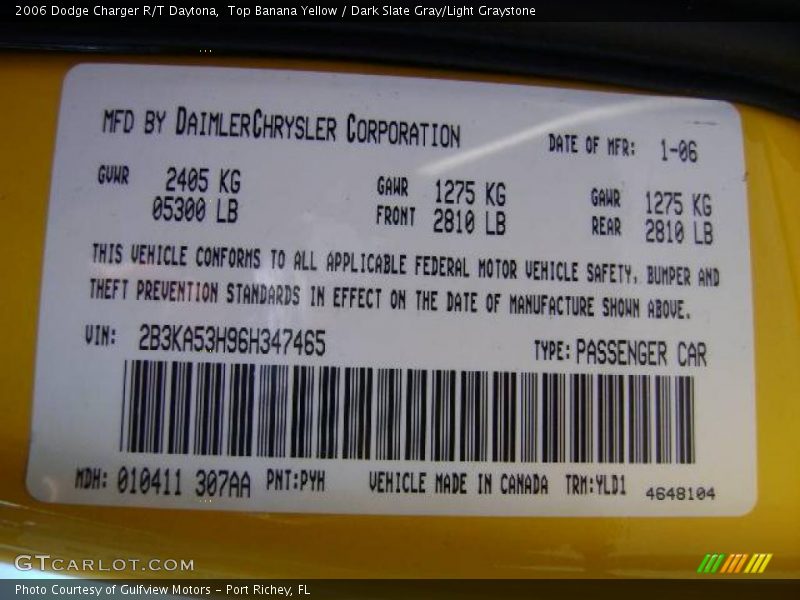 2006 Dodge Charger R/T Daytona,  Top Banana Yellow / Dark Slate Gray/Light Graystone
MFD BY DAIMLERCHRYSLER CORPORATION
DATE OF MFR: 1-06
GVWR 2405 KG
05300 LB
GAWR 1275 KG
FRONT 2810 LB
GAWR 1275 KG
REAR 2810 LB
THIS VEHICLE CONFORMS TO ALL APPLICABLE FEDERAL MOTOR VEHICLE SAFETY, BUMPER AND
THEFT PREVENTION STANDARDS IN EFFECT ON THE DATE OF MANUFACTURE SHOWN ABOVE.
VIN: 2B3KA53H96H347465
TYPE: PASSENGER CAR
MDH: 010411 307AA PNT:PYH VEHICLE MADE IN CANADA TRM:YLD1 4648104
GTCARLOT.COM
Photo Courtesy of Gulfview Motors - Port Richey, FL